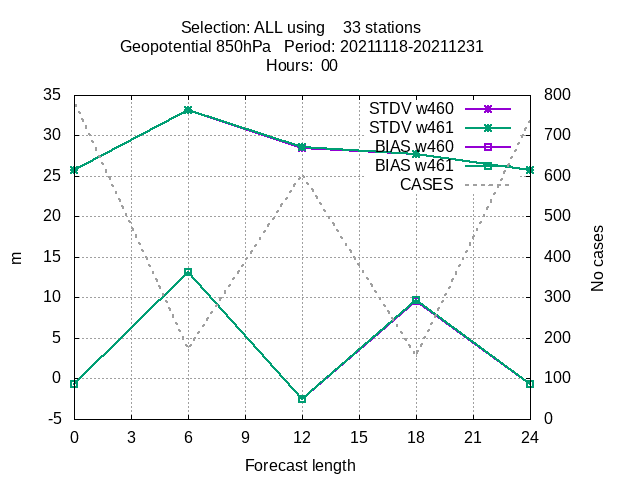 Selection: ALL using    33 stations
Geopotential 850hPa   Period: 20211118-20211231
Hours:  00
STDV w460
STDV w461
BIAS w460
BIAS w461
CASES
35
30
25
20
15
10
5
0
-5
m
800
700
600
500
400
300
200
100
0
No cases
0 3 6 9 12 15 18 21 24
Forecast length